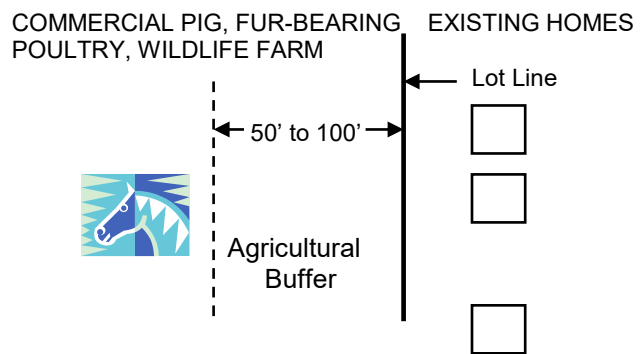 COMMERCIAL PIG, FUR-BEARING
POULTRY, WILDLIFE FARM
EXISTING HOMES
Lot Line
50’ to 100’
Agricultural
Buffer